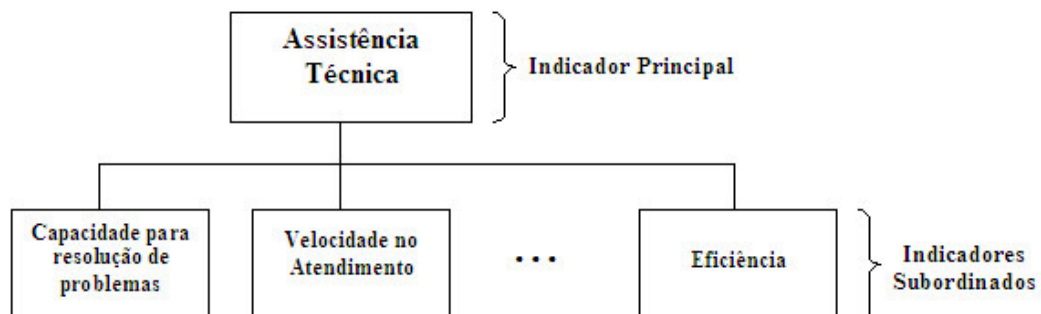 Assistência
Técnica
Indicador Principal
Capacidade para
resolução de
problemas
Velocidade no
Atendimento
...
Eficiência
Indicadores
Subordinados